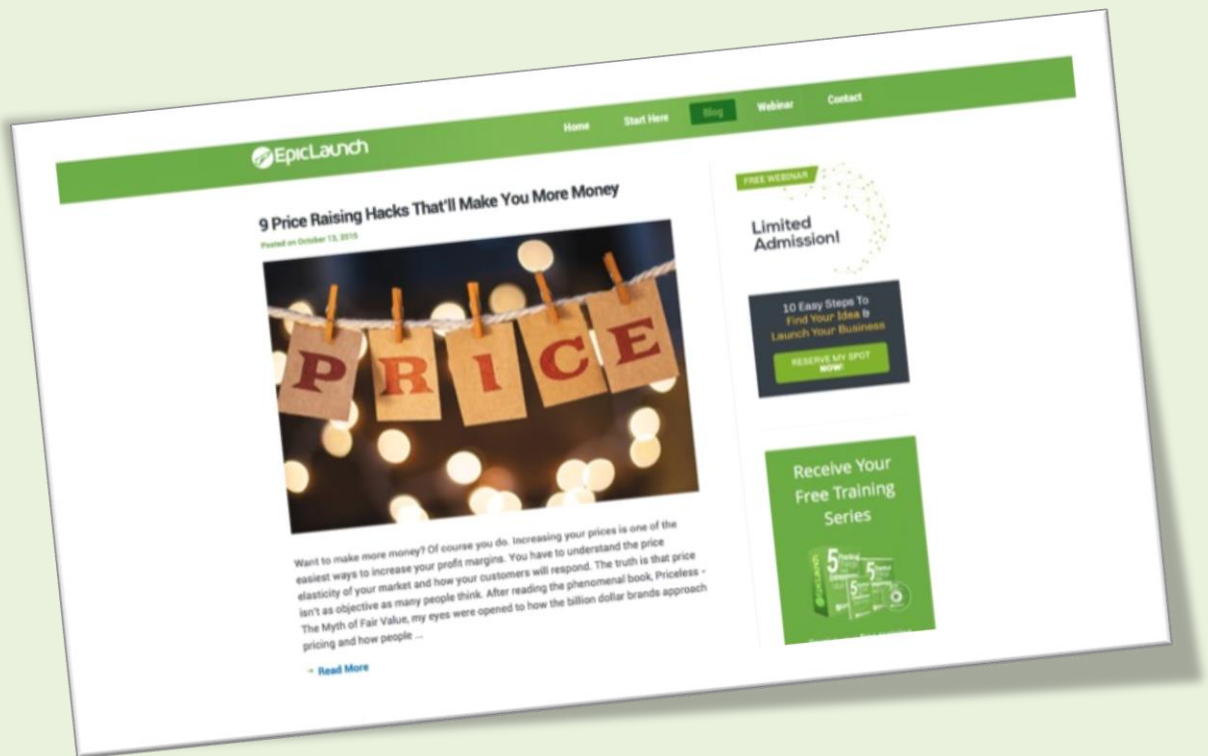 EpicLaunch
Home Start Here Blog Webinar Contact
9 Price Raising Hacks That'll Make You More Money
Posted on October 13, 2015
PRICE
Want to make more money? Of course you do. Increasing your prices is one of the
easiest ways to increase your profit margins. You have to understand the price
elasticity of your market and how your customers will respond. The truth is that price
isn't as objective as many people think. After reading the phenomenal book, Priceless -
The Myth of Fair Value, my eyes were opened to how the billion dollar brands approach
pricing and how people ...
Read More
FREE WEBINAR
Limited
Admission!
10 Easy Steps To
Find Your Idea &
Launch Your Business
RESERVE MY SPOT
NOW!
Receive Your
Free Training
Series